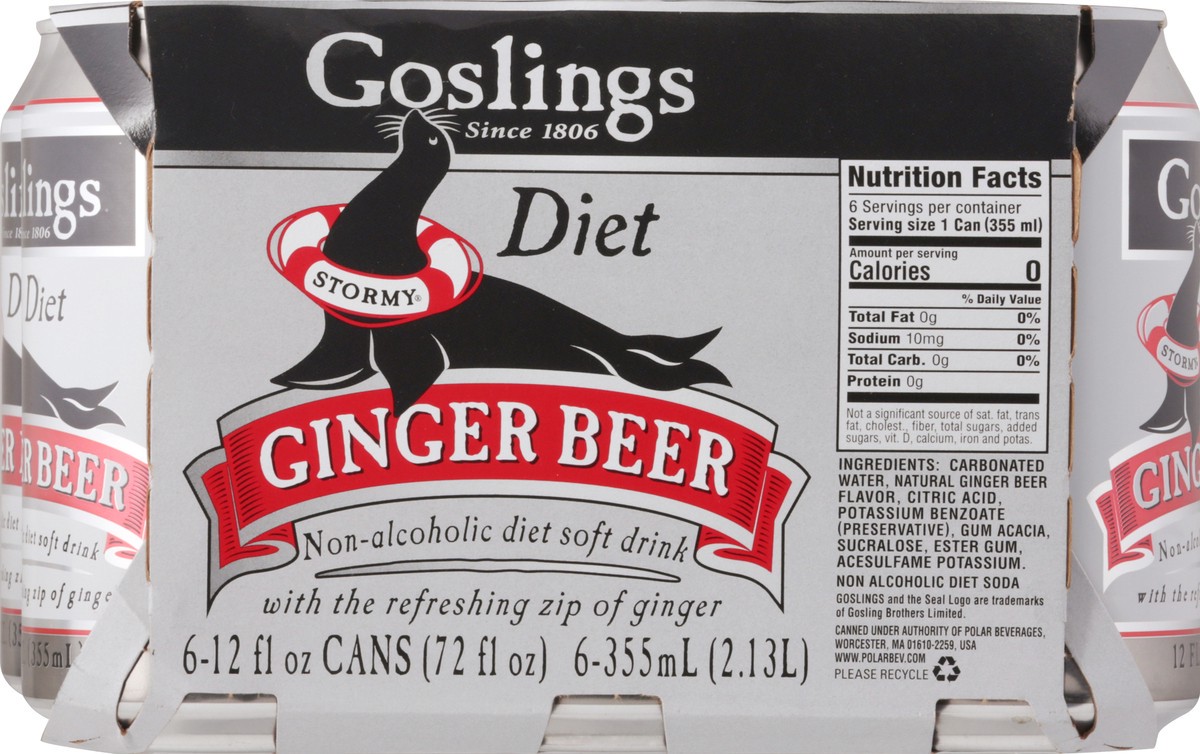 Goslings
Since 1806
Diet
STORMY®
GINGER BEER
Non-alcoholic diet soft drink
with the refreshing zip of ginger
6-12 fl oz CANS (72 fl oz) 6-355mL (2.13L)
Nutrition Facts
6 Servings per container
Serving size 1 Can (355 ml)
Amount per serving
Calories 0
% Daily Value
Total Fat 0g 0%
Sodium 10mg 0%
Total Carb. 0g 0%
Protein 0g
Not a significant source of sat. fat, trans
fat, cholest., fiber, total sugars, added
sugars, vit. D, calcium, iron and potas.
INGREDIENTS: CARBONATED
WATER, NATURAL GINGER BEER
FLAVOR, CITRIC ACID,
POTASSIUM BENZOATE
(PRESERVATIVE), GUM ACACIA,
SUCRALOSE, ESTER GUM,
ACESULFAME POTASSIUM.
NON ALCOHOLIC DIET SODA
GOSLINGS and the Seal Logo are trademarks
of Gosling Brothers Limited.
CANNED UNDER AUTHORITY OF POLAR BEVERAGES,
WORCESTER, MA 01610-2259, USA
WWW.POLARBEV.COM
PLEASE RECYCLE
lings
1806
Diet
R BEER
diet soft drink
zip of ginge
355mL
G
STORMY
GING
Non-alco
with the re
12 F